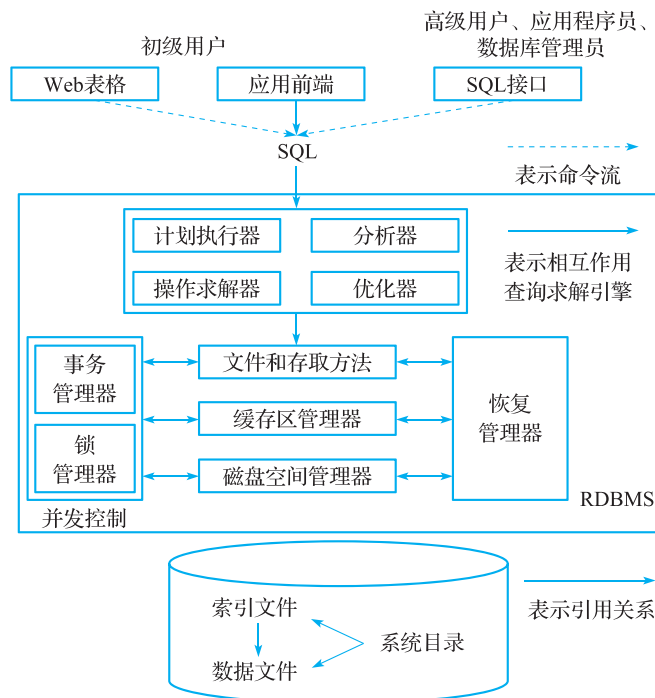 初级用户
高级用户、应用程序员、
数据库管理员
Web表格
应用前端
SQL接口
SQL
表示命令流
计划执行器
分析器
表示相互作用
查询求解引擎
操作求解器
优化器
事务
管理器
文件和存取方法
恢复
管理器
缓存区管理器
锁
管理器
磁盘空间管理器
并发控制
RDBMS
索引文件
系统目录
数据文件
表示引用关系